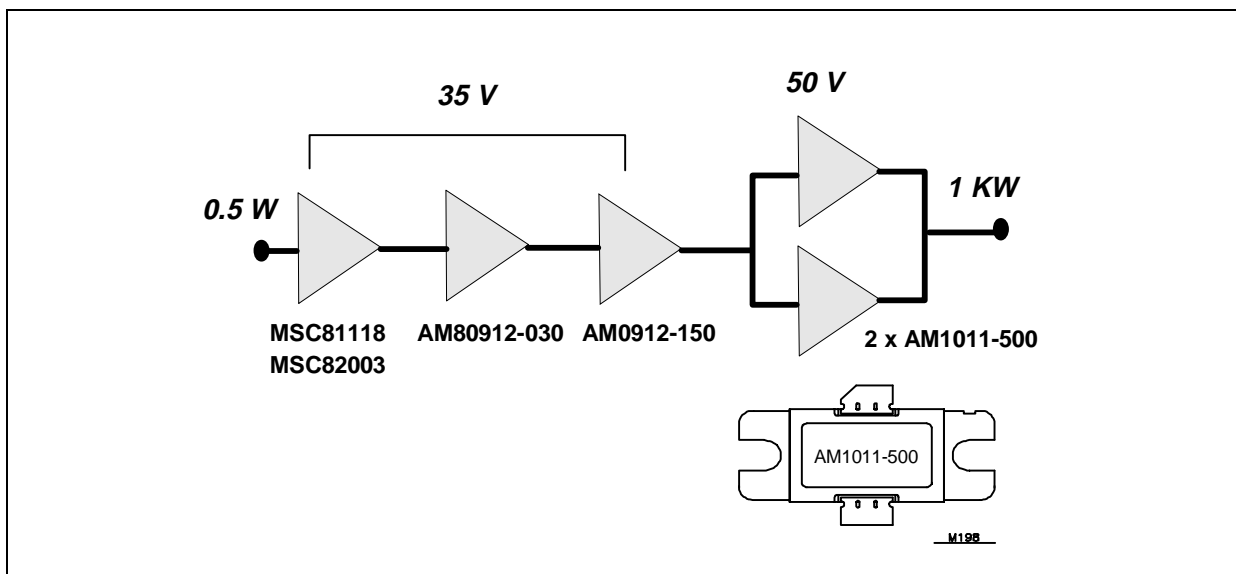 35 V
50 V
0.5 W
1 KW
MSC81118
MSC82003
AM80912-030
AM0912-150
2 x AM1011-500
AM1011-500
M198